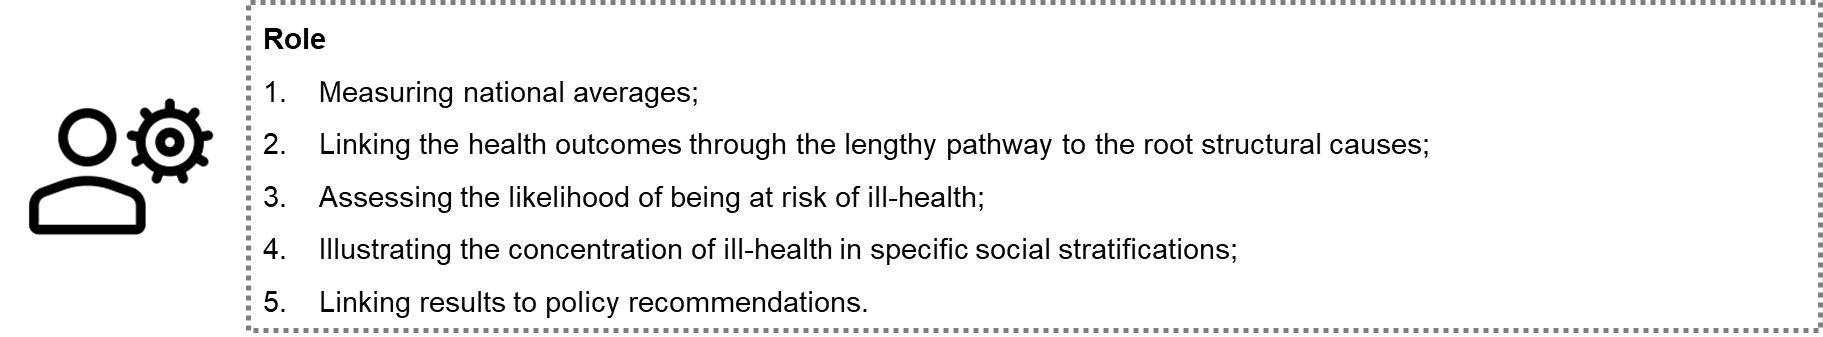 Role
1. Measuring national averages;
2. Linking the health outcomes through the lengthy pathway to the root structural causes;
3. Assessing the likelihood of being at risk of ill-health;
4. Illustrating the concentration of ill-health in specific social stratifications;
5. Linking results to policy recommendations.